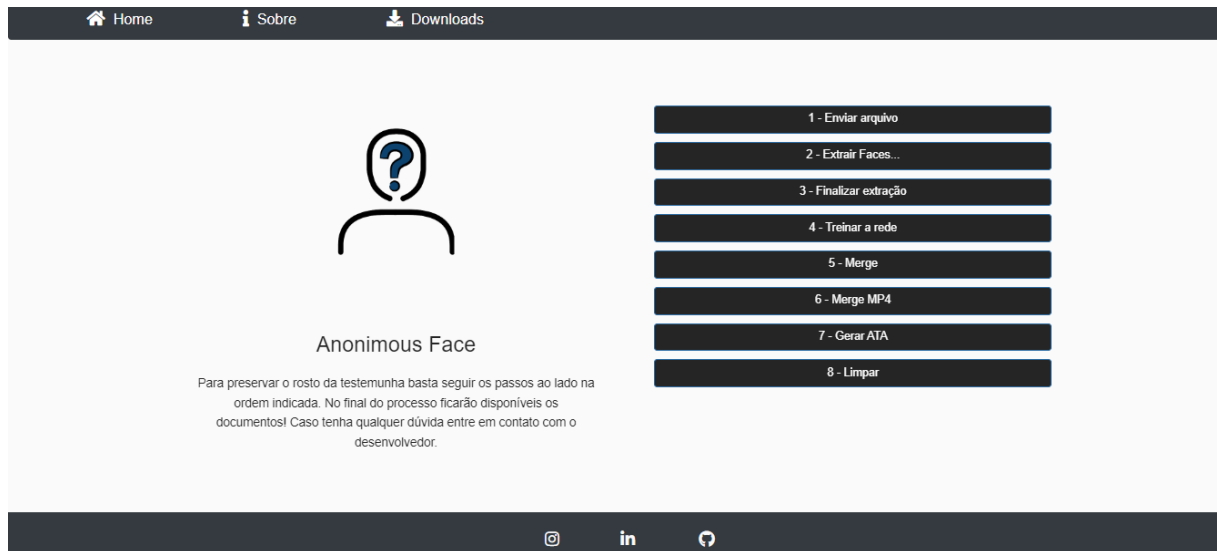 Home
Sobre
Downloads
Anonimous Face
Para preservar o rosto da testemunha basta seguir os passos ao lado na
ordem indicada. No final do processo ficarão disponíveis os
documentos! Caso tenha qualquer dúvida entre em contato com o
desenvolvedor.
1 - Enviar arquivo
2 - Extrair Faces...
3 - Finalizar extração
4 - Treinar a rede
5 - Merge
6 - Merge MP4
7 - Gerar ATA
8 - Limpar
in